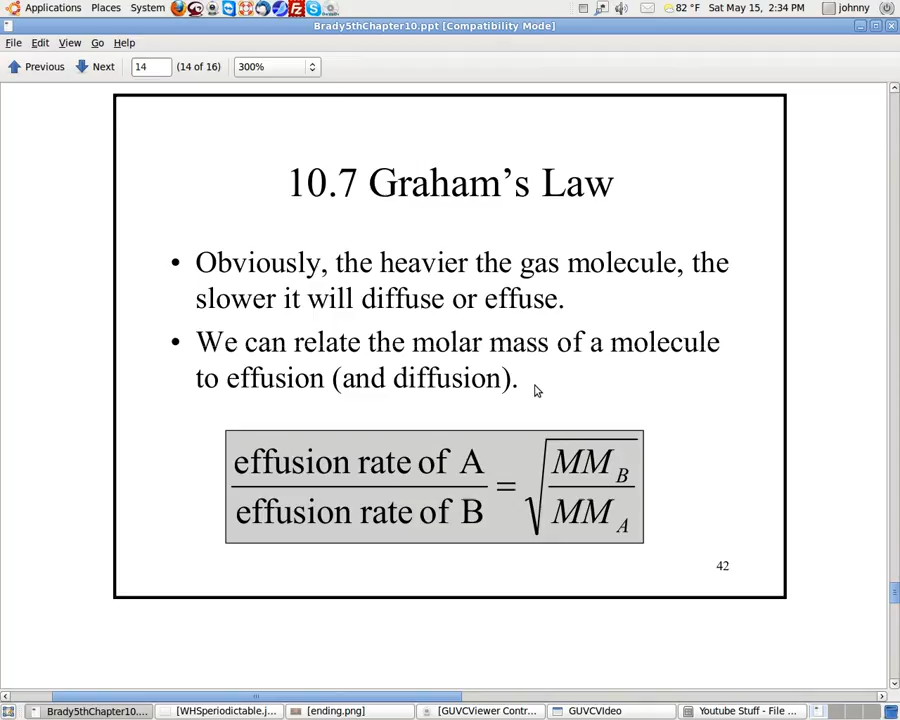 Applications Places System 82 °F Sat May 15, 2:34 PM johnny
Brady5thChapter10.ppt [Compatibility Mode]
File Edit View Go Help
Previous Next 14 (14 of 16) 300%
10.7 Graham's Law
• Obviously, the heavier the gas molecule, the
slower it will diffuse or effuse.
• We can relate the molar mass of a molecule
to effusion (and diffusion).
effusion rate of A / effusion rate of B = √(MM_B / MM_A)
42
Brady5thChapter10.... [WHSperiodictable.j... [ending.png] [GUVCViewer Contr... GUVCVIdeo Youtube Stuff - File ...